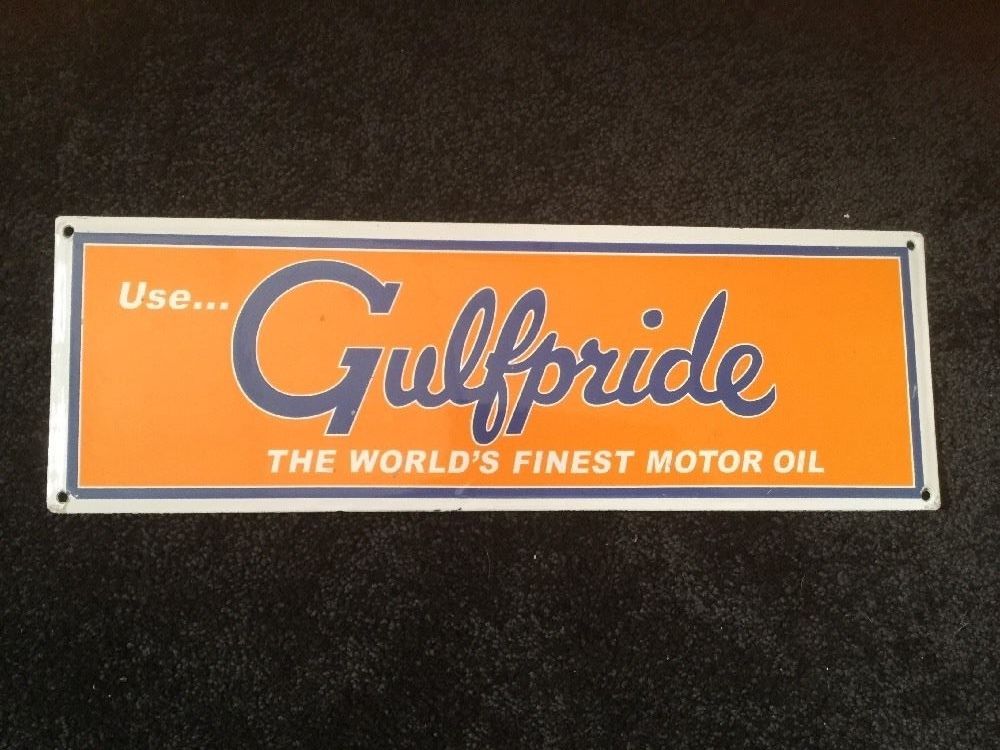 Use...
Gulfpride
THE WORLD'S FINEST MOTOR OIL